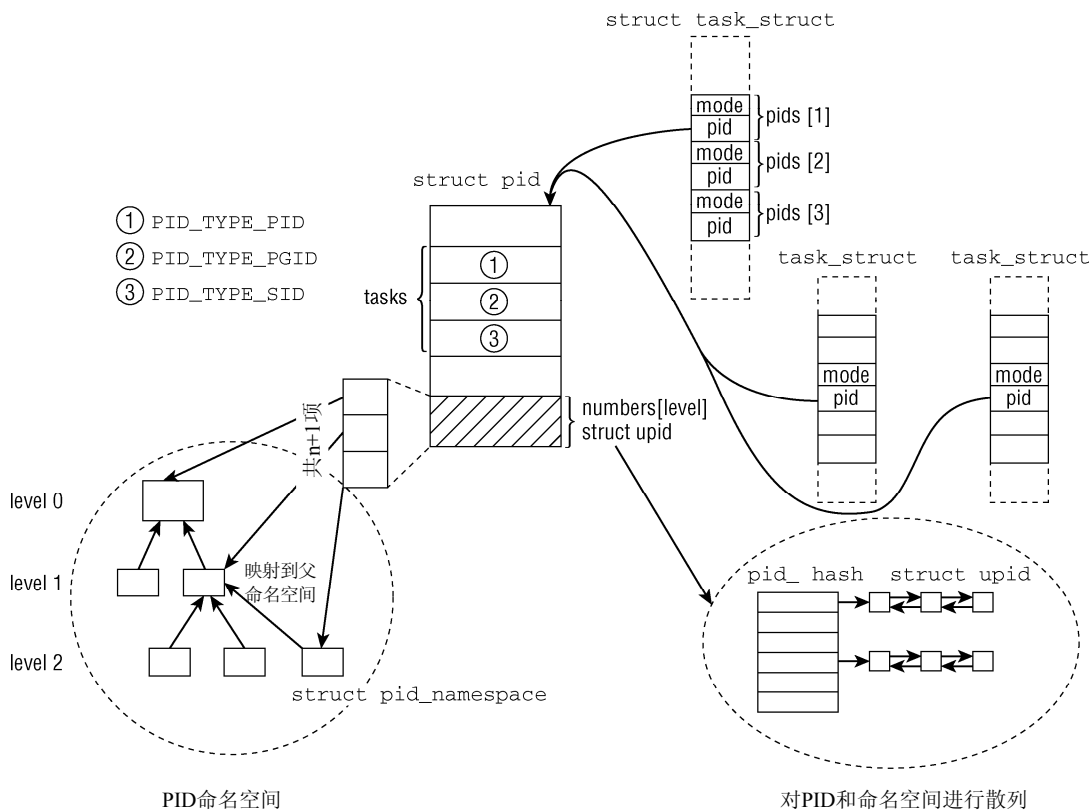 struct task_struct
mode
pid
pids [1]
mode
pid
pids [2]
mode
pid
pids [3]
struct pid
① PID_TYPE_PID
② PID_TYPE_PGID
③ PID_TYPE_SID
tasks
①
②
③
task_struct
task_struct
mode
pid
mode
pid
numbers[level]
struct upid
共n+1项
level 0
level 1
level 2
映射到父
命名空间
struct pid_namespace
pid_ hash
struct upid
PID命名空间
对PID和命名空间进行散列